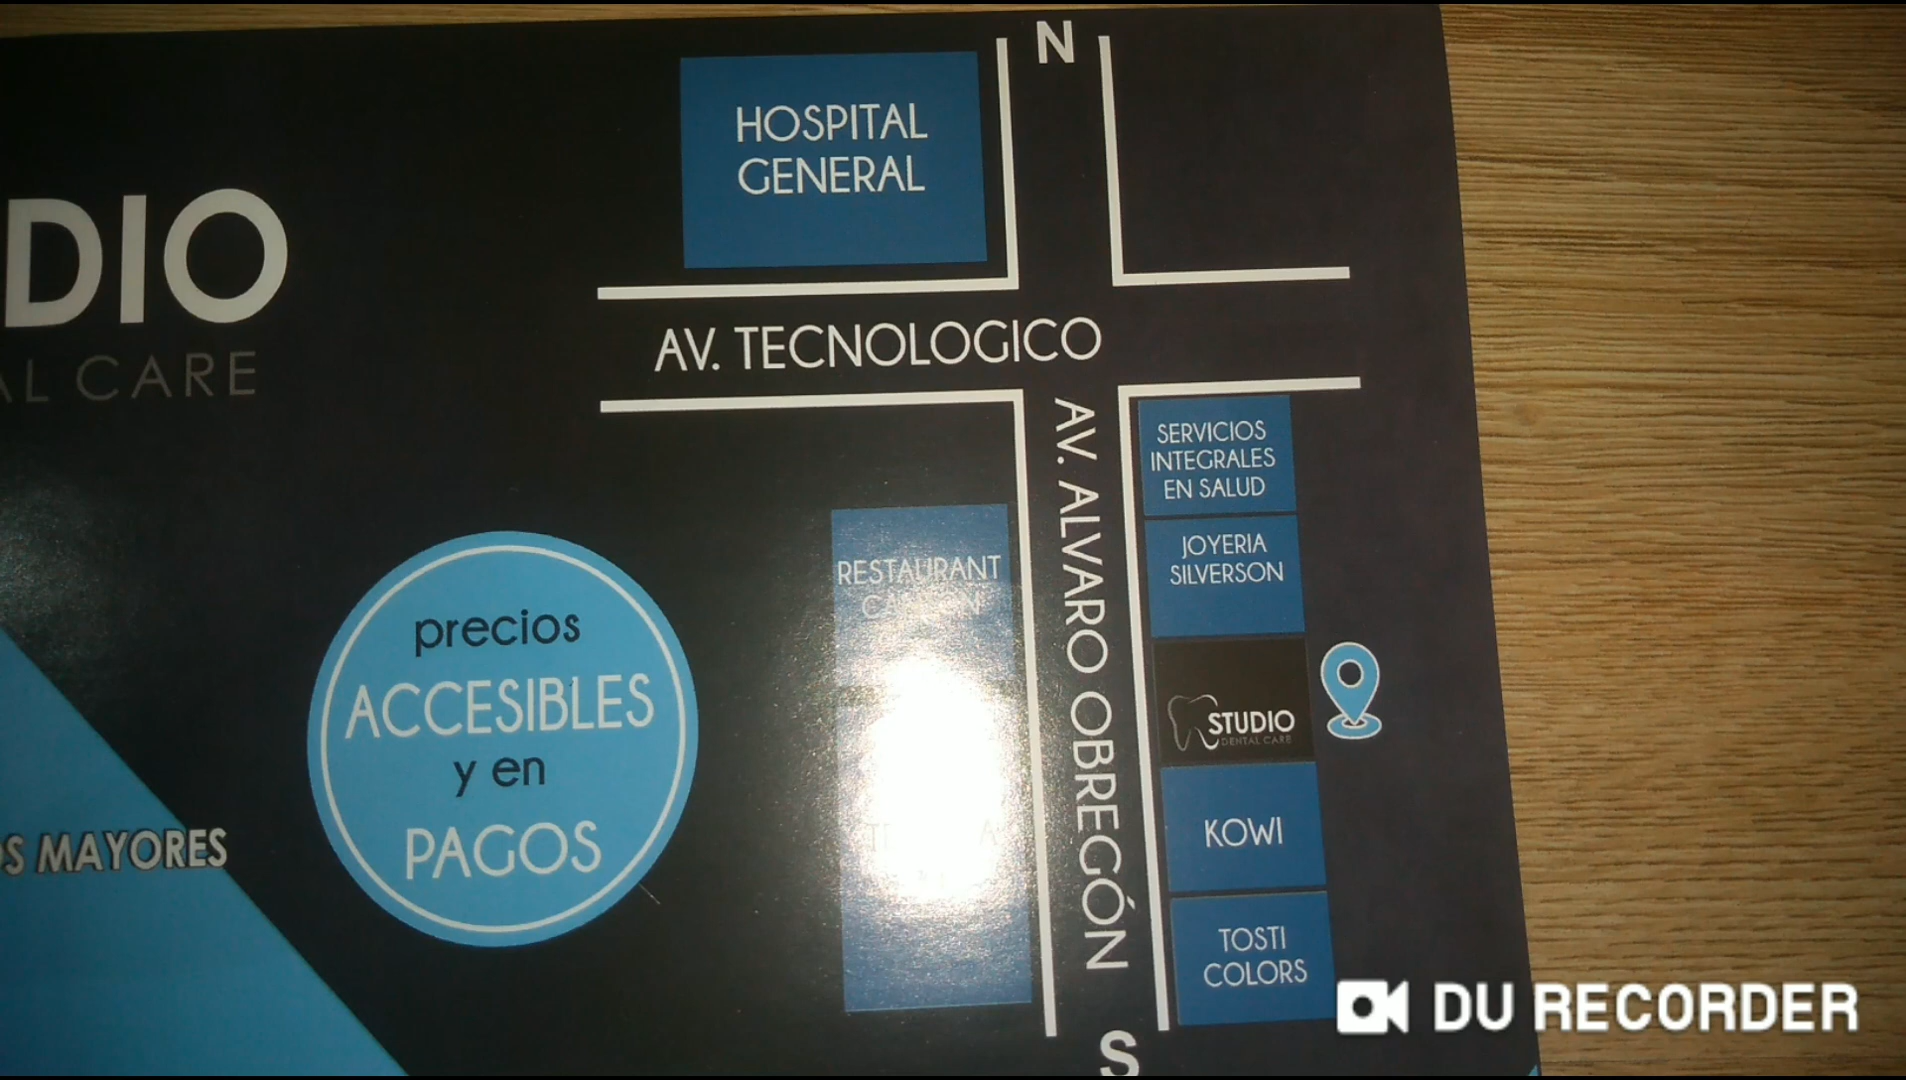 N
HOSPITAL
GENERAL
DIO
AL CARE
AV. TECNOLOGICO
AV. ALVARO OBREGÓN
SERVICIOS
INTEGRALES
EN SALUD
JOYERIA
SILVERSON
RESTAURANT
STUDIO
DENTAL CARE
KOWI
TOSTI
COLORS
precios
ACCESIBLES
y en
PAGOS
S MAYORES
S
DU RECORDER